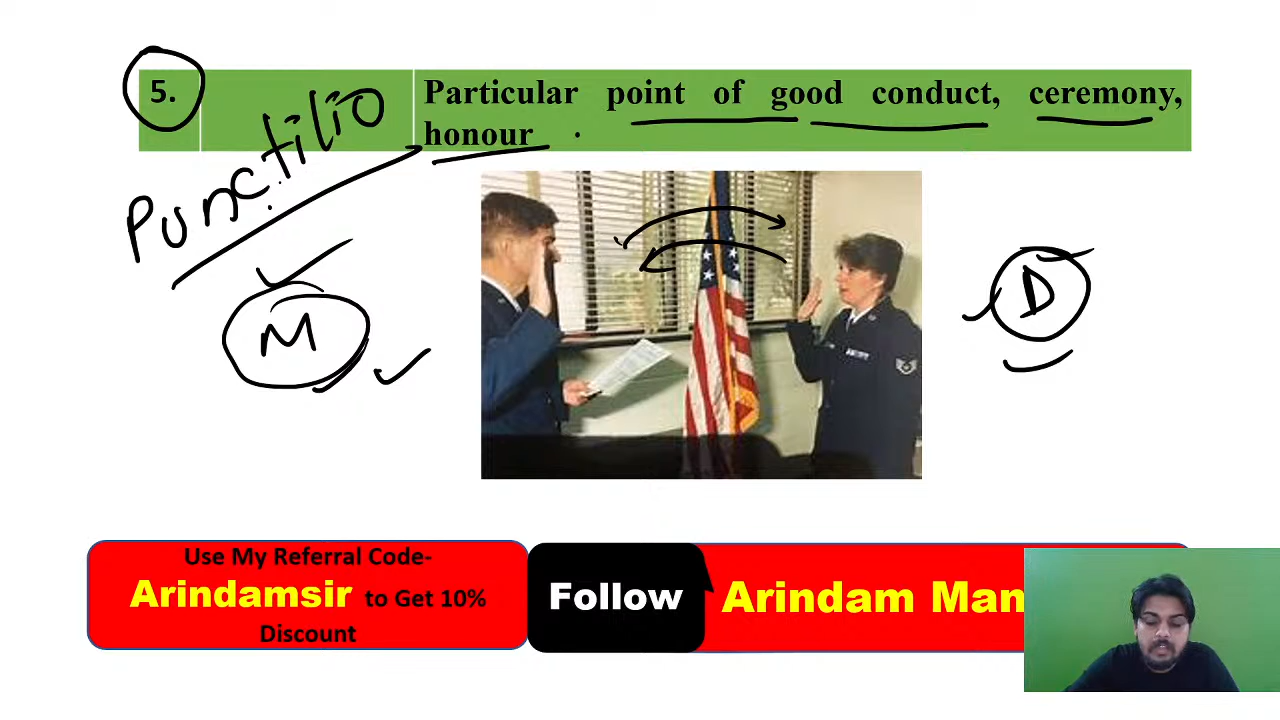 5. Particular point of good conduct, ceremony,
honour .
Punctilio
M
D
Use My Referral Code-
Arindamsir to Get 10%
Discount
Follow
Arindam Man